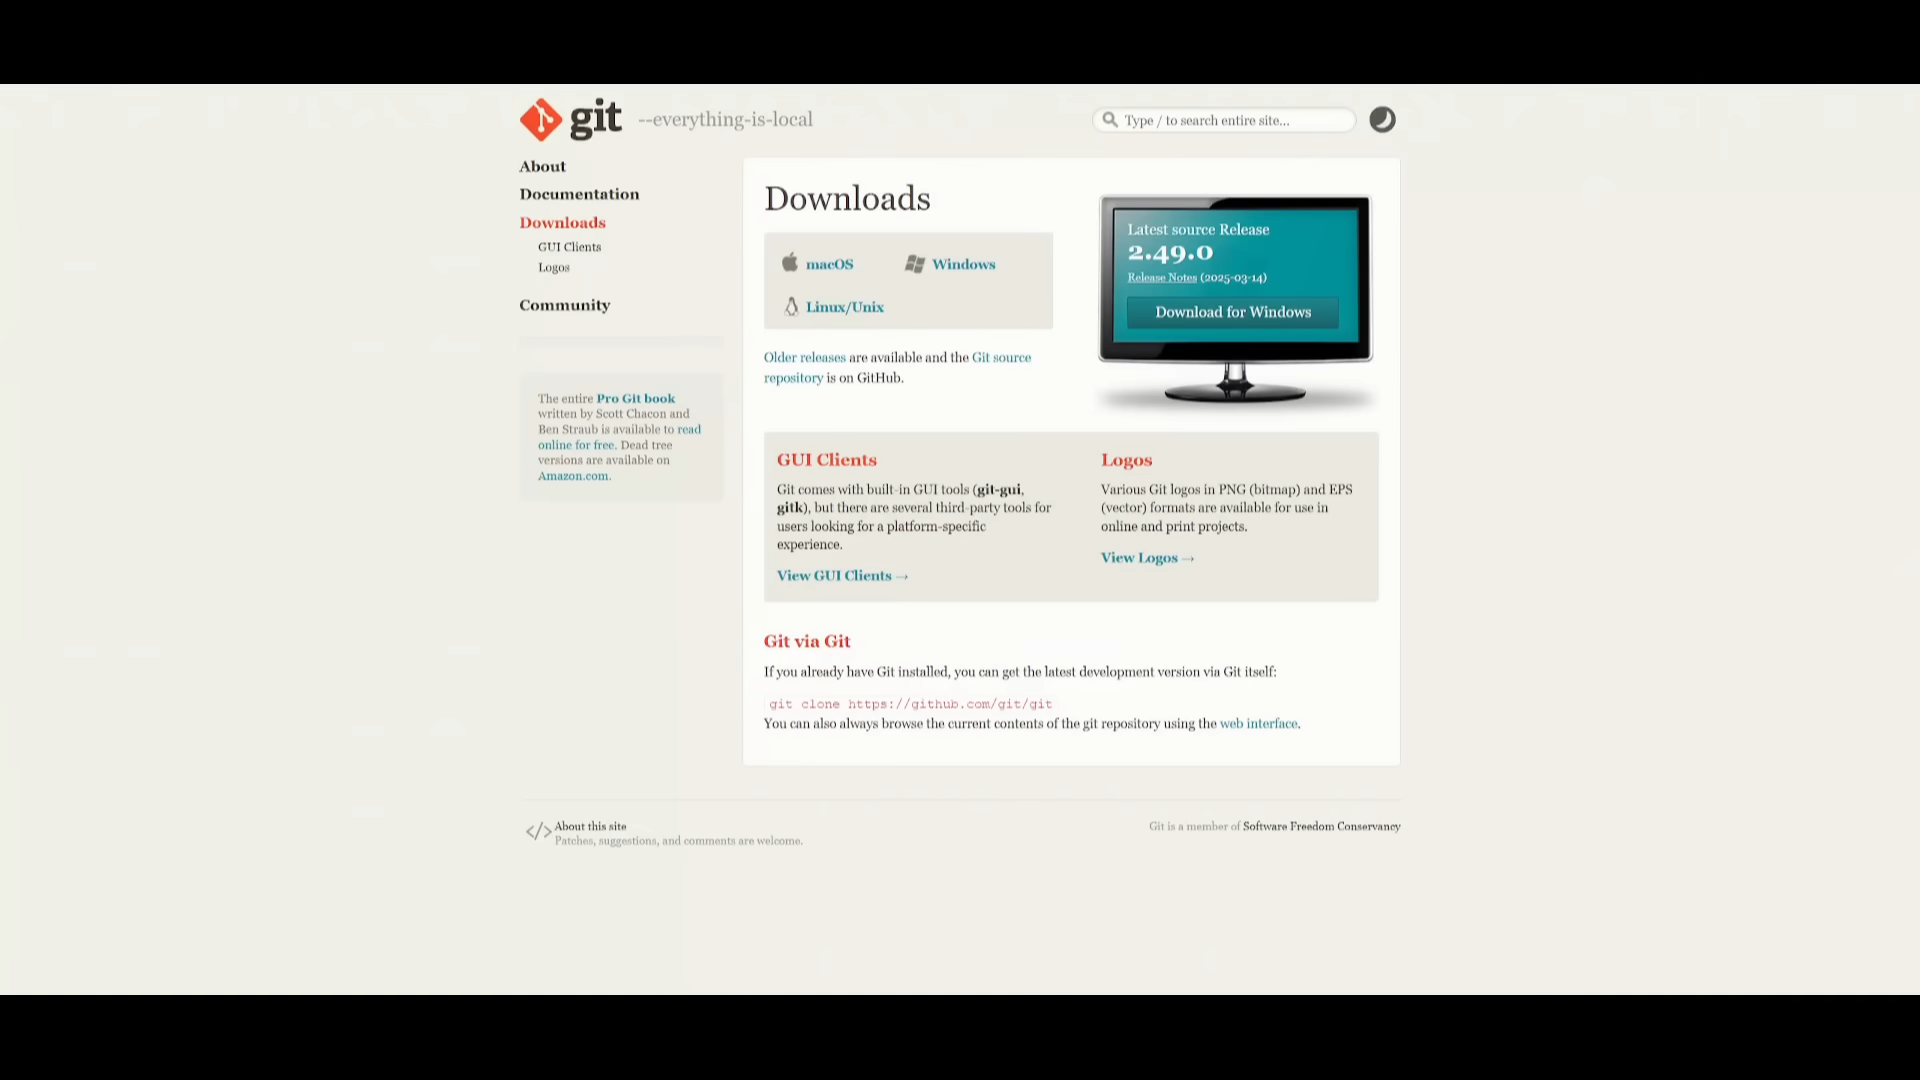 git --everything-is-local
Type / to search entire site...
About
Documentation
Downloads
GUI Clients
Logos
Community
The entire Pro Git book
written by Scott Chacon and
Ben Straub is available to read
online for free. Dead tree
versions are available on
Amazon.com.
Downloads
macOS
Windows
Linux/Unix
Older releases are available and the Git source
repository is on GitHub.
Latest source Release
2.49.0
Release Notes (2025-03-14)
Download for Windows
GUI Clients
Git comes with built-in GUI tools (git-gui,
gitk), but there are several third-party tools for
users looking for a platform-specific
experience.
View GUI Clients →
Logos
Various Git logos in PNG (bitmap) and EPS
(vector) formats are available for use in
online and print projects.
View Logos →
Git via Git
If you already have Git installed, you can get the latest development version via Git itself:
git clone https://github.com/git/git
You can also always browse the current contents of the git repository using the web interface.
</> About this site
Patches, suggestions, and comments are welcome.
Git is a member of Software Freedom Conservancy